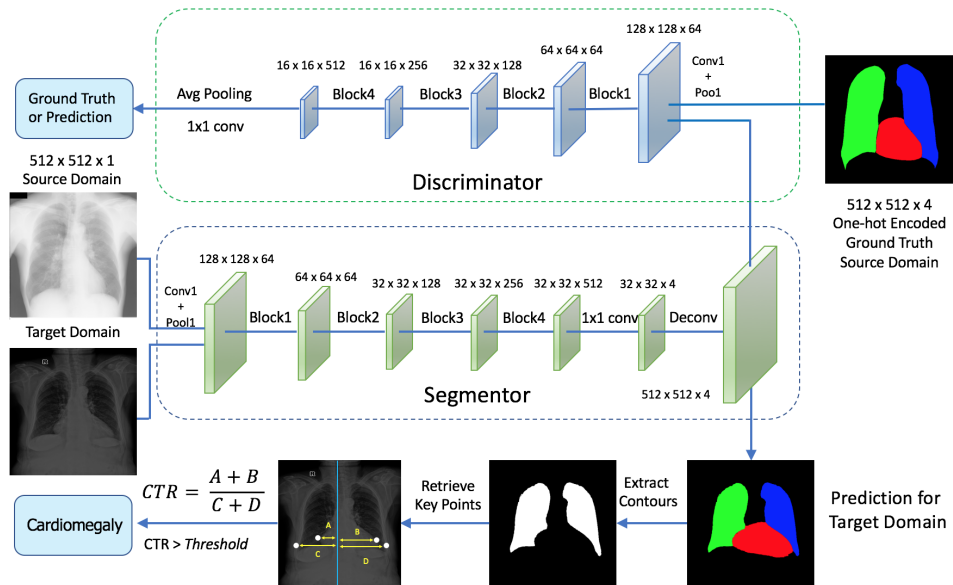 128 x 128 x 64
64 x 64 x 64
Conv1
+
Poo1
16 x 16 x 512
16 x 16 x 256
32 x 32 x 128
Avg Pooling
Block4
Block3
Block2
Block1
1x1 conv
Ground Truth
or Prediction
Discriminator
512 x 512 x 1
Source Domain
512 x 512 x 4
One-hot Encoded
Ground Truth
Source Domain
128 x 128 x 64
64 x 64 x 64
32 x 32 x 128
32 x 32 x 256
32 x 32 x 512
32 x 32 x 4
Conv1
+
Pool1
Target Domain
Block1
Block2
Block3
Block4
1x1 conv
Deconv
Segmentor
512 x 512 x 4
CTR = A + B
C + D
CTR > Threshold
Cardiomegaly
A
B
C
D
Retrieve
Key Points
Extract
Contours
Prediction for
Target Domain